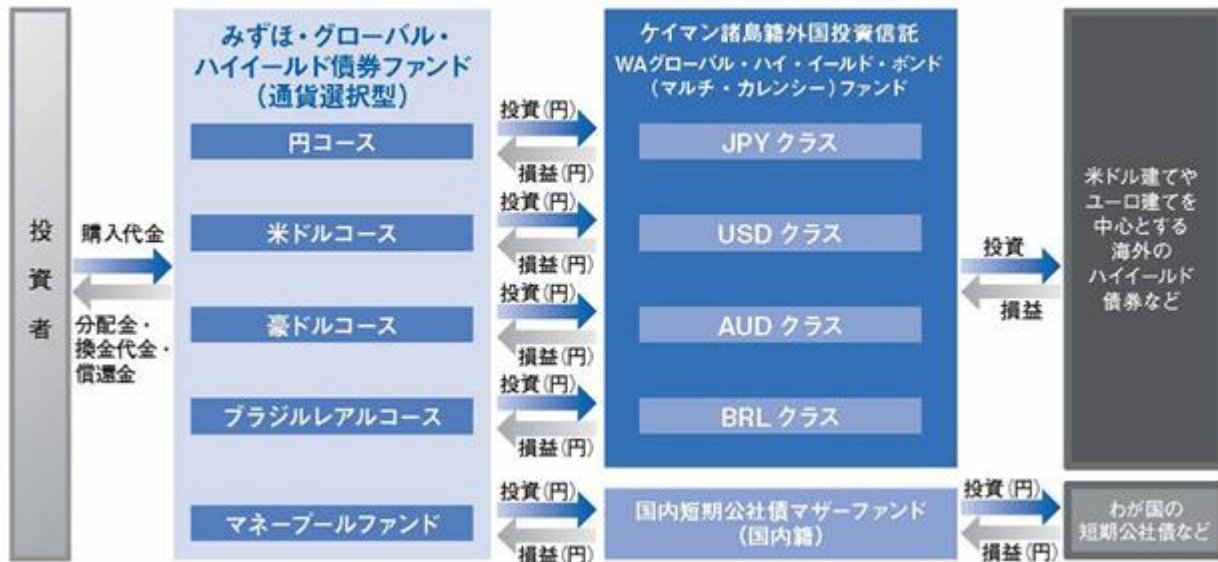 投資者
購入代金
分配金・
換金代金・
償還金
みずほ・グローバル・
ハイイールド債券ファンド
（通貨選択型）
円コース
米ドルコース
豪ドルコース
ブラジルレアルコース
マネープールファンド
投資（円）
損益（円）
投資（円）
損益（円）
投資（円）
損益（円）
投資（円）
損益（円）
投資（円）
損益（円）
ケイマン諸島籍外国投資信託
WAグローバル・ハイ・イールド・ボンド
（マルチ・カレンシー）ファンド
JPY クラス
USD クラス
AUD クラス
BRL クラス
国内短期公社債マザーファンド
（国内籍）
投資
損益
投資（円）
損益（円）
米ドル建てや
ユーロ建てを
中心とする
海外の
ハイイールド
債券など
わが国の
短期公社債など